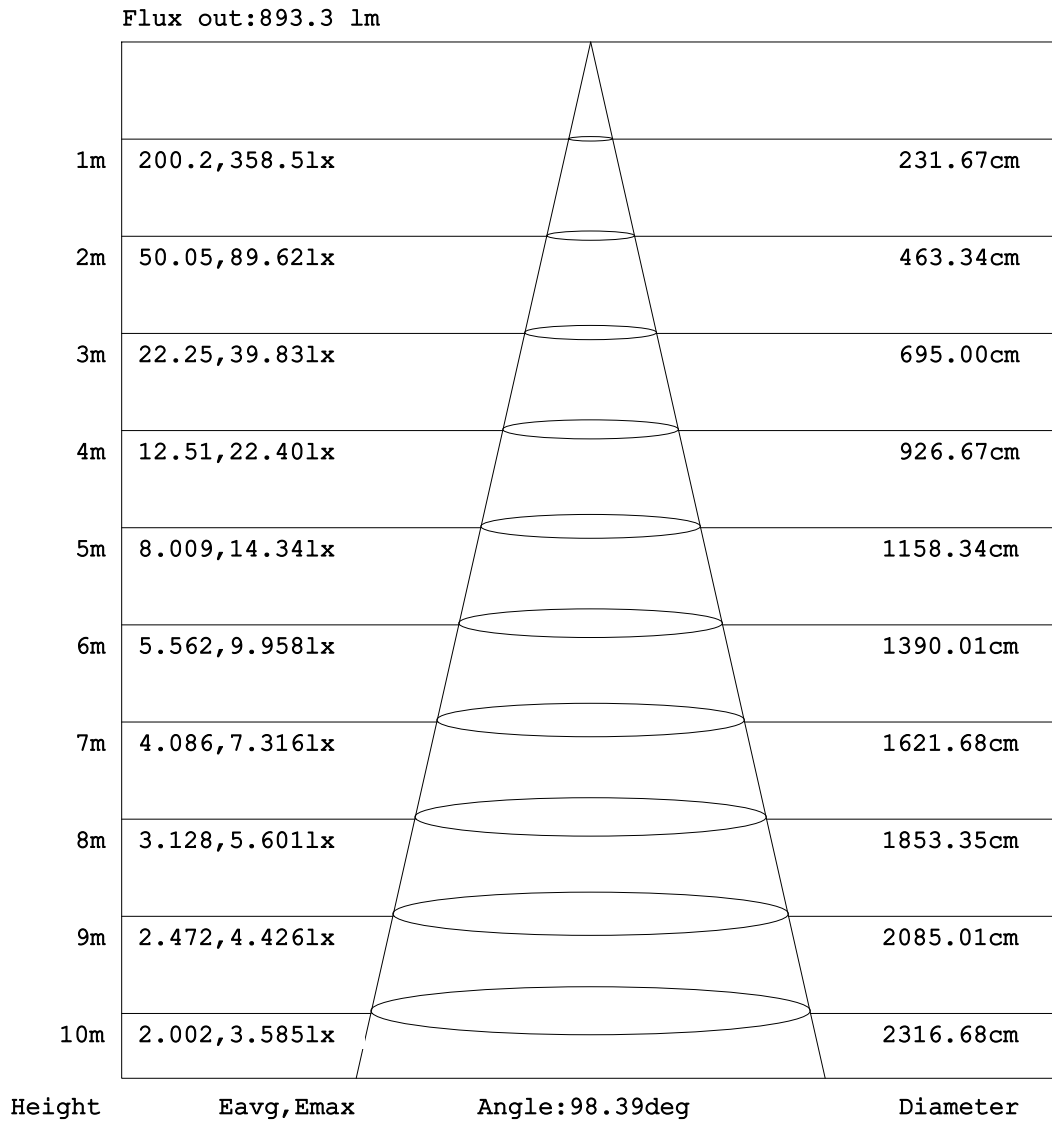 Flux out:893.3 lm
1m 200.2,358.5lx 231.67cm
2m 50.05,89.62lx 463.34cm
3m 22.25,39.83lx 695.00cm
4m 12.51,22.40lx 926.67cm
5m 8.009,14.34lx 1158.34cm
6m 5.562,9.958lx 1390.01cm
7m 4.086,7.316lx 1621.68cm
8m 3.128,5.601lx 1853.35cm
9m 2.472,4.426lx 2085.01cm
10m 2.002,3.585lx 2316.68cm
Height Eavg,Emax Angle:98.39deg Diameter